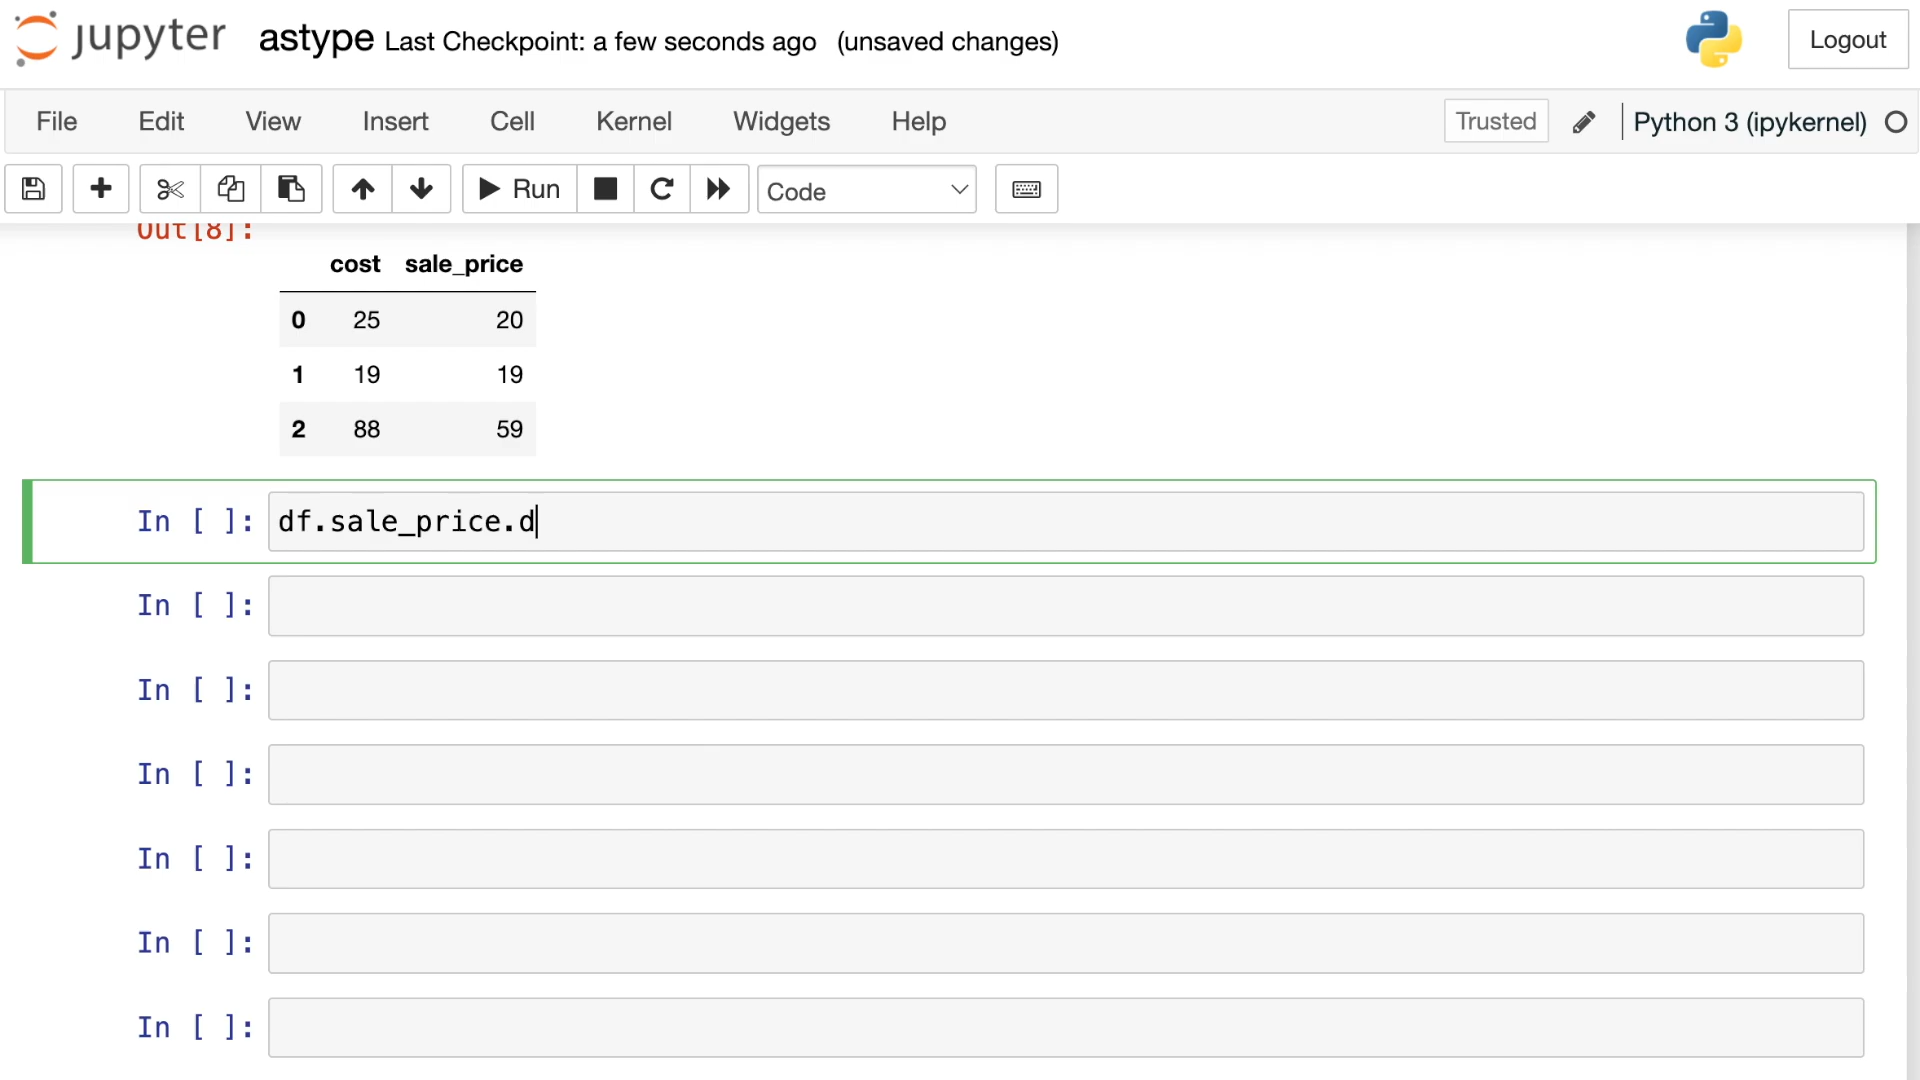 jupyter astype Last Checkpoint: a few seconds ago (unsaved changes) Logout
File Edit View Insert Cell Kernel Widgets Help Trusted Python 3 (ipykernel)
Run Code
Out[8]:
cost sale_price
0 25 20
1 19 19
2 88 59
In [ ]: df.sale_price.d
In [ ]:
In [ ]:
In [ ]:
In [ ]:
In [ ]:
In [ ]: